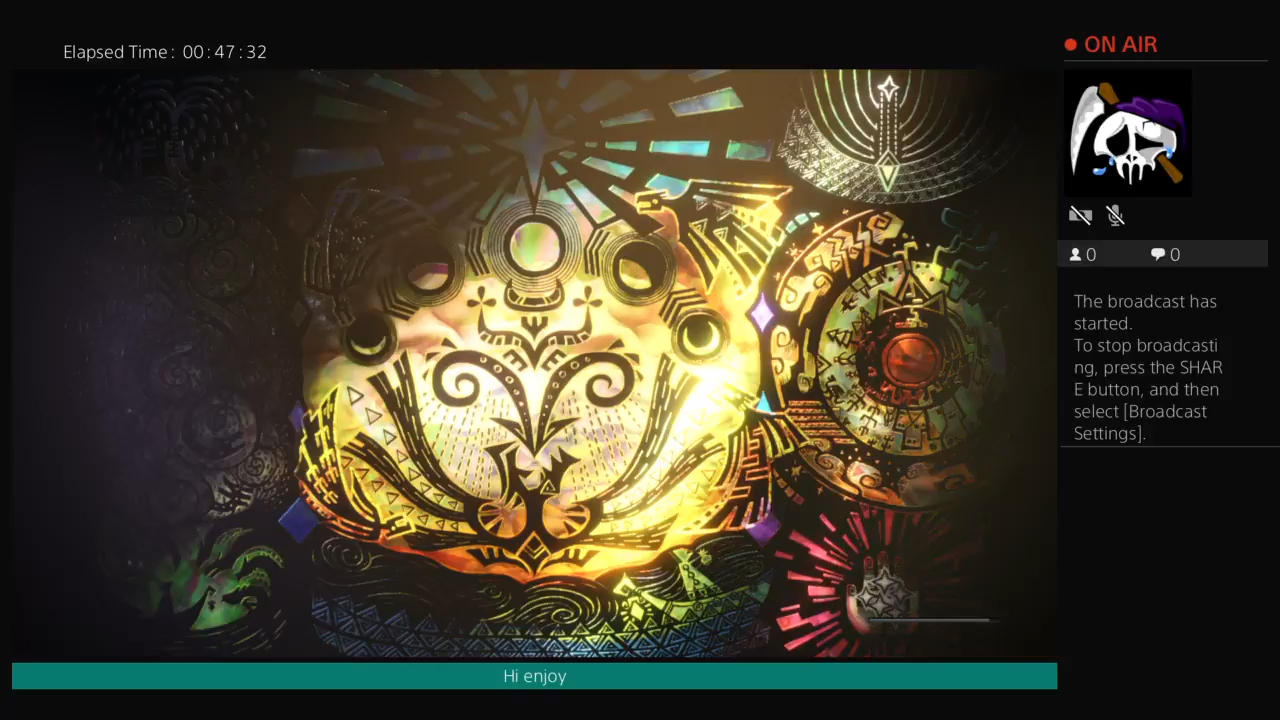 Elapsed Time: 00:47:32
ON AIR
0 0
The broadcast has
started.
To stop broadcasti
ng, press the SHAR
E button, and then
select [Broadcast
Settings].
Hi enjoy